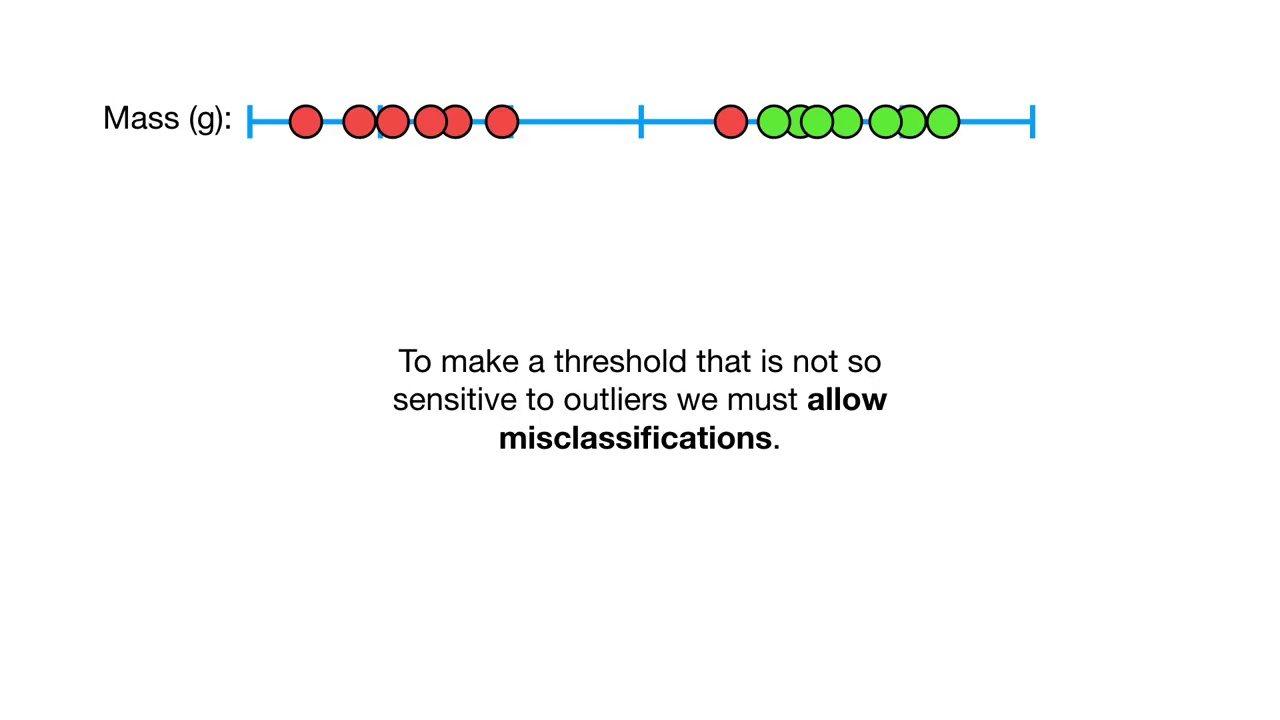 Mass (g):
To make a threshold that is not so
sensitive to outliers we must allow
misclassifications.